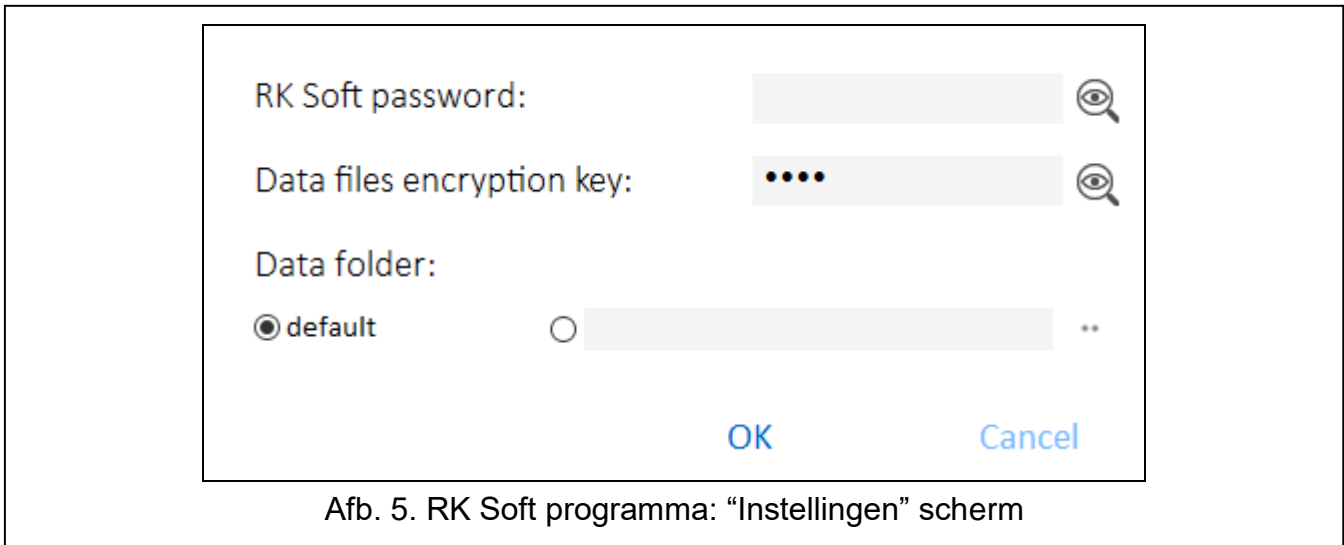 RK Soft password:
Data files encryption key: ••••
Data folder:
default ..
OK Cancel
Afb. 5. RK Soft programma: “Instellingen” scherm